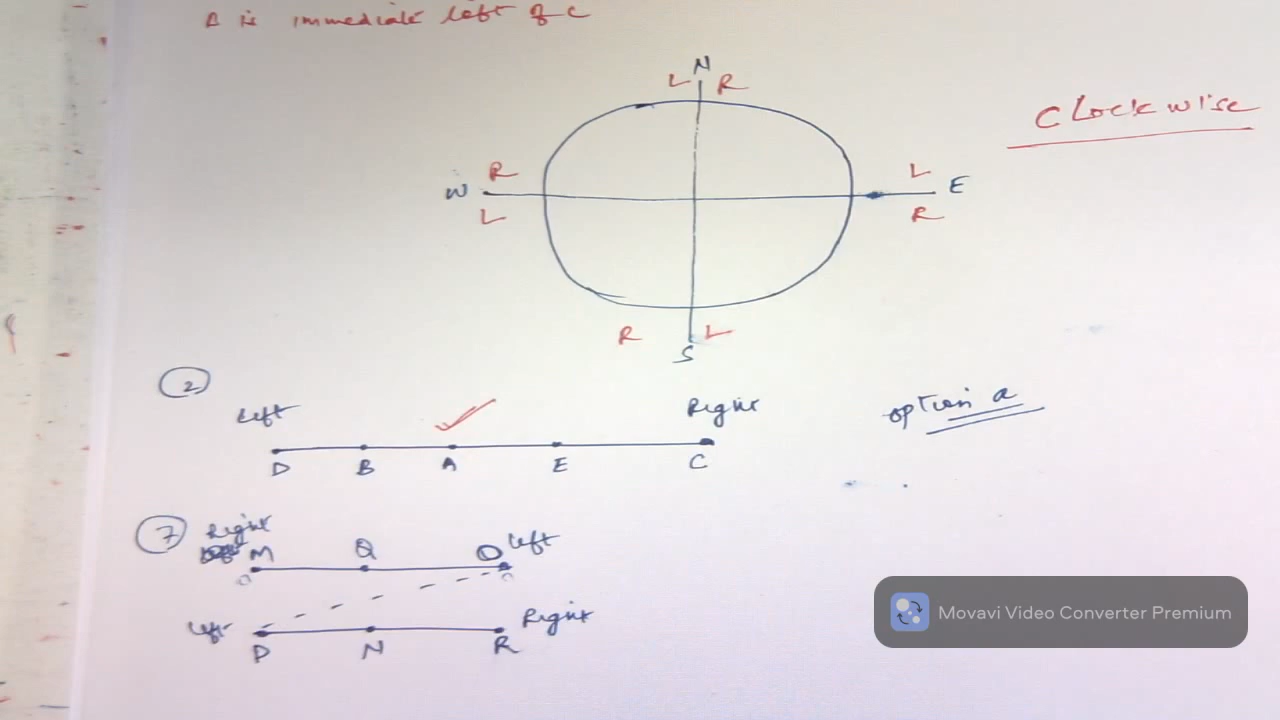 B is immediate left of C
N
L R
Clockwise
R L
W E
L R
R L
S
2
Left Right
option a
D B A E C
7 Right
M Q O left
left Right
P N R
Movavi Video Converter Premium